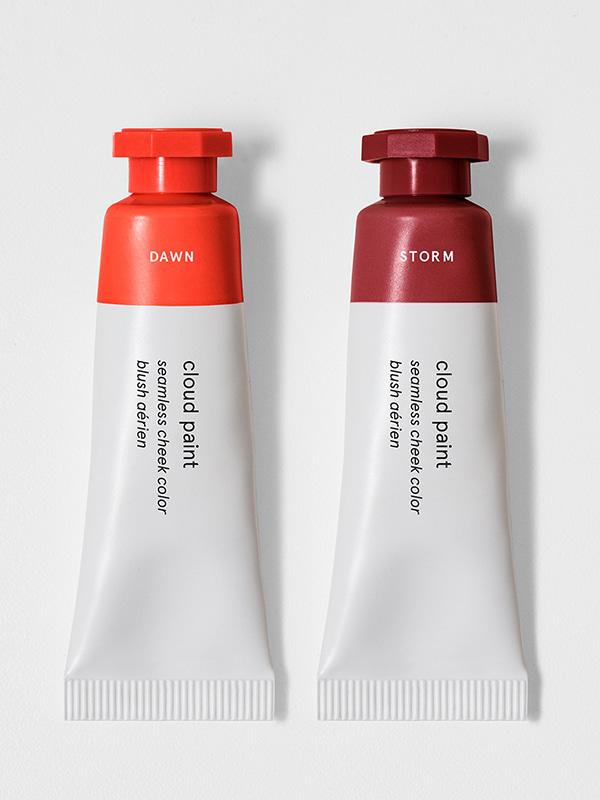 DAWN
cloud paint
seamless cheek color
blush aérien
STORM
cloud paint
seamless cheek color
blush aérien